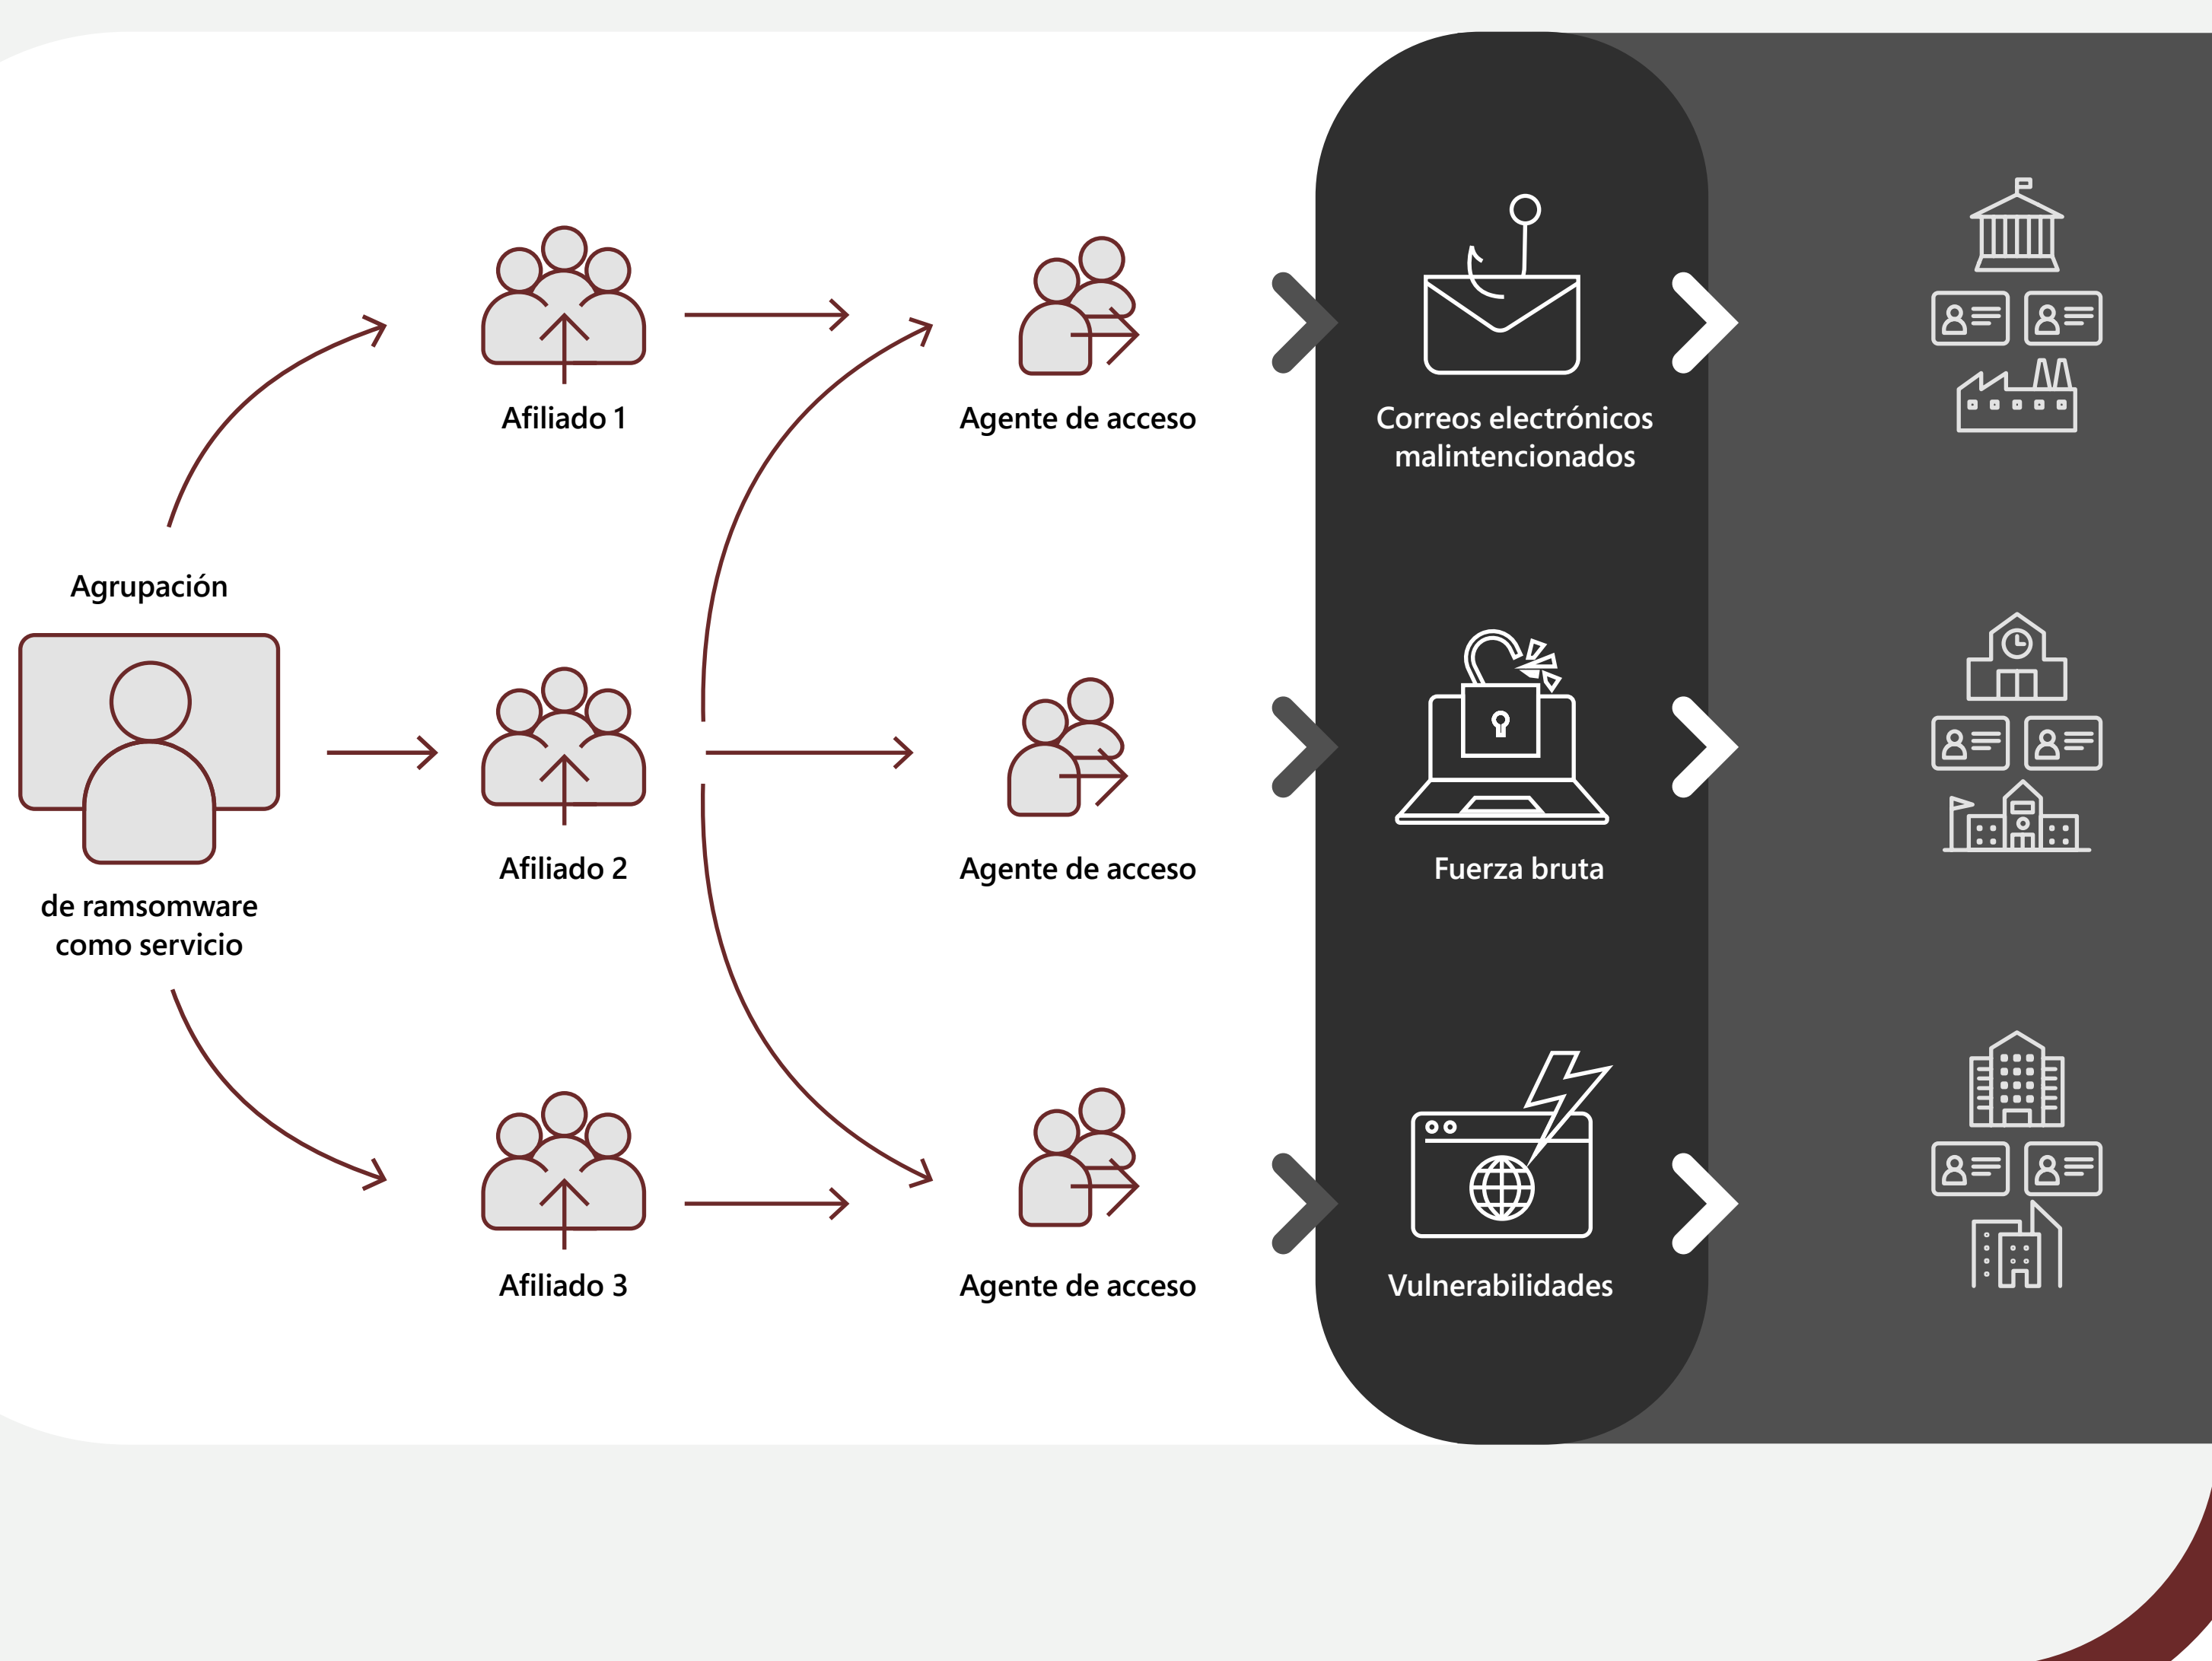 Afiliado 1
Agente de acceso
Correos electrónicos
malintencionados
Agrupación
de ramsomware
como servicio
Afiliado 2
Agente de acceso
Fuerza bruta
Afiliado 3
Agente de acceso
Vulnerabilidades